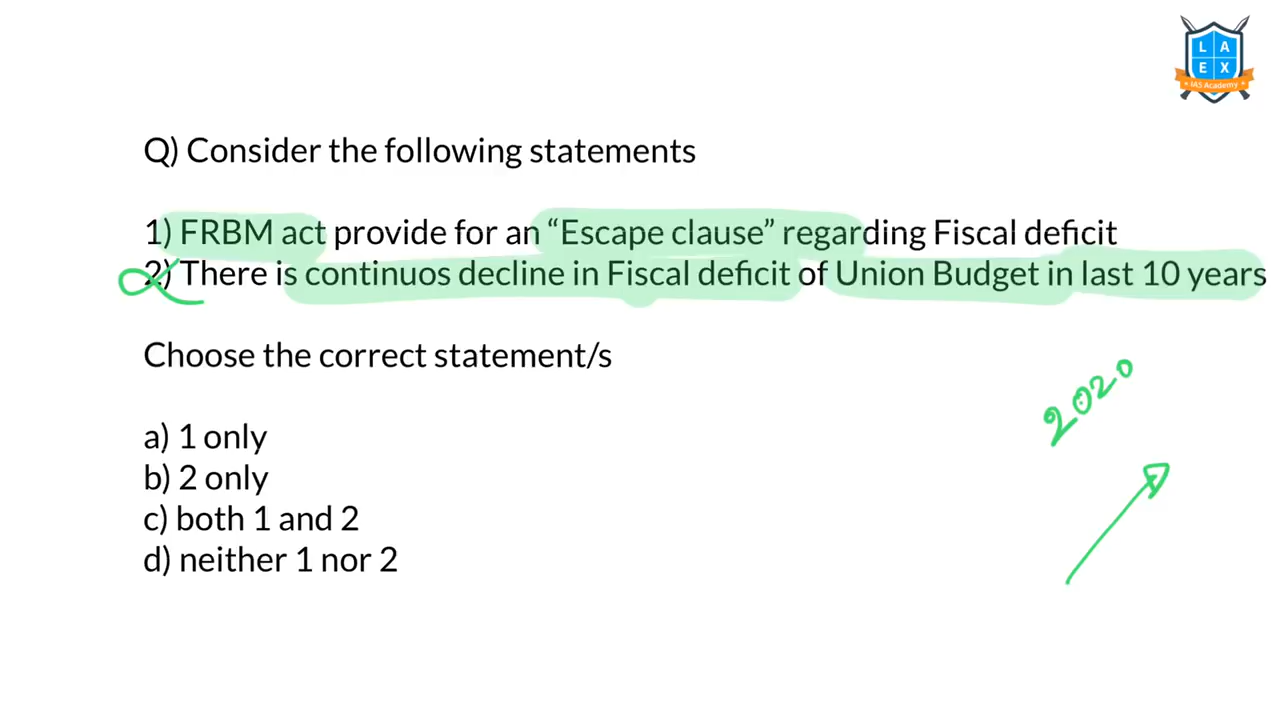 L A
E X
IAS Academy
Q) Consider the following statements
1) FRBM act provide for an “Escape clause” regarding Fiscal deficit
2) There is continuos decline in Fiscal deficit of Union Budget in last 10 years
Choose the correct statement/s
2020
a) 1 only
b) 2 only
c) both 1 and 2
d) neither 1 nor 2